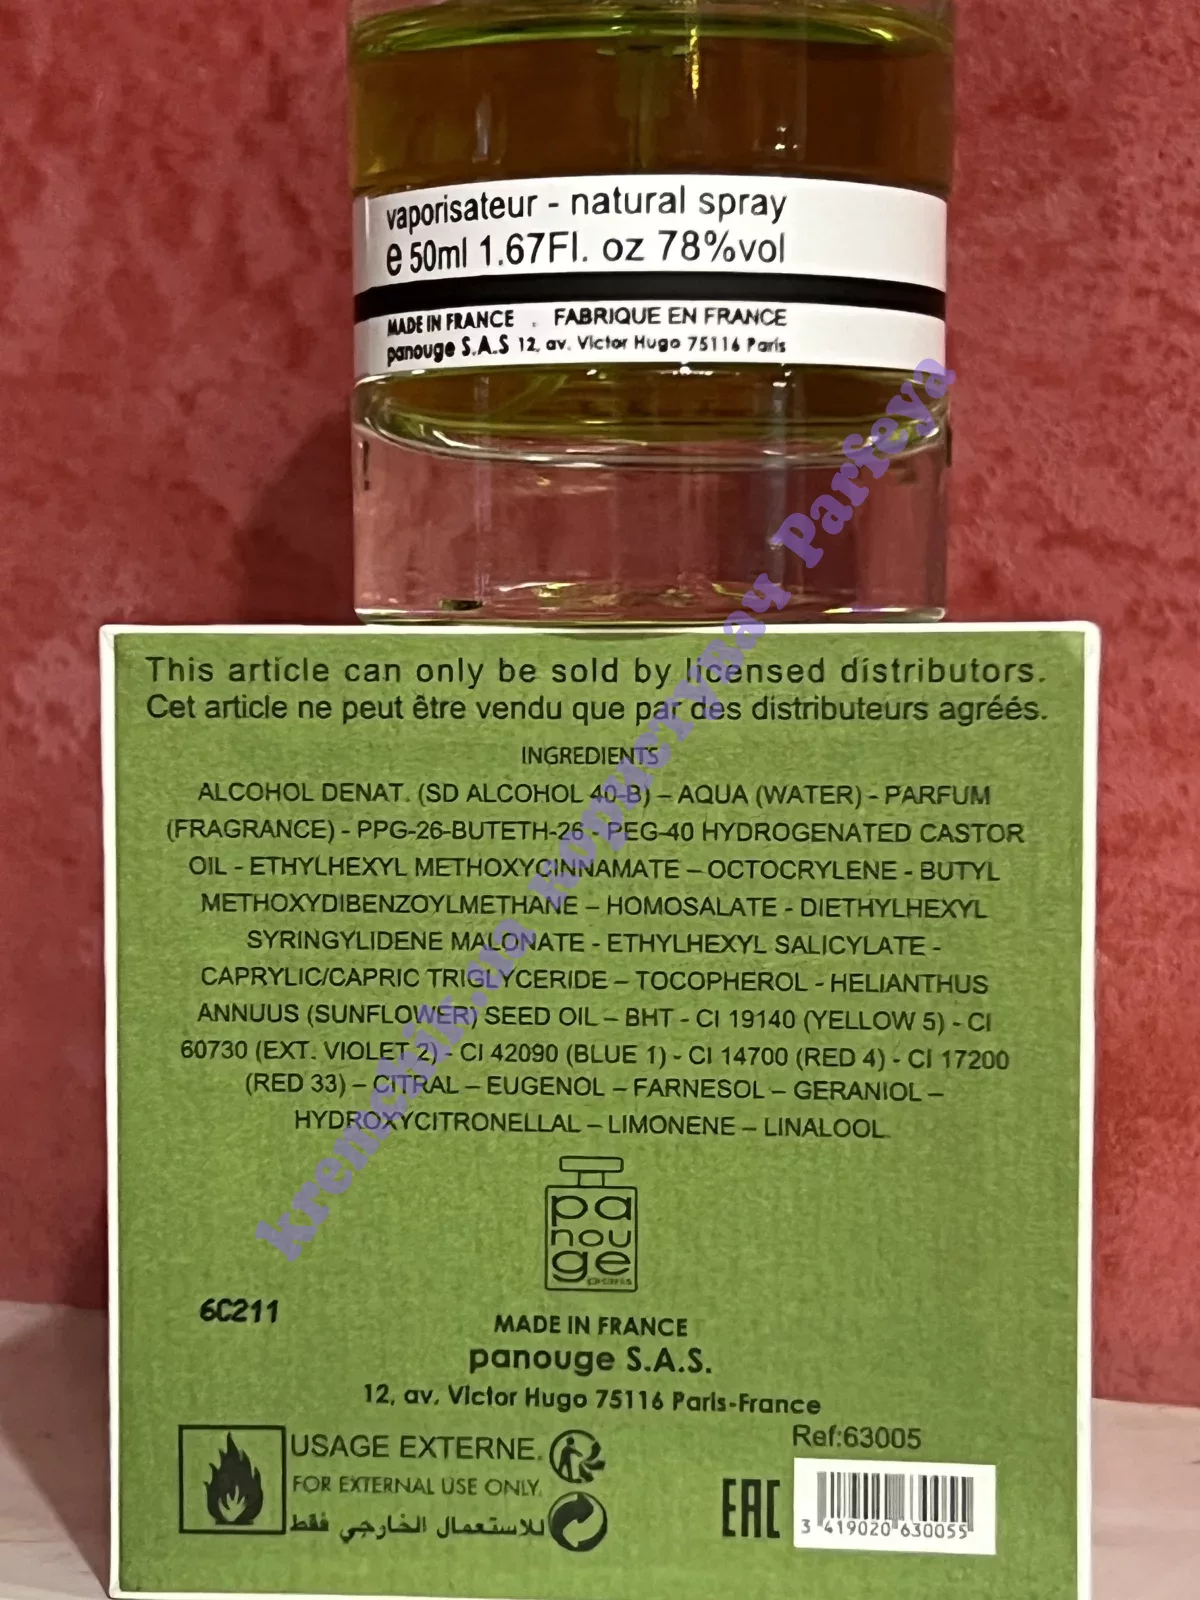 vaporisateur - natural spray
e 50ml 1.67Fl. oz 78%vol
MADE IN FRANCE . FABRIQUE EN FRANCE
panouge S.A.S 12, av. Victor Hugo 75116 Paris
This article can only be sold by licensed distributors.
Cet article ne peut être vendu que par des distributeurs agréés.
INGREDIENTS
ALCOHOL DENAT. (SD ALCOHOL 40-B) – AQUA (WATER) - PARFUM
(FRAGRANCE) - PPG-26-BUTETH-26 - PEG-40 HYDROGENATED CASTOR
OIL - ETHYLHEXYL METHOXYCINNAMATE – OCTOCRYLENE - BUTYL
METHOXYDIBENZOYLMETHANE – HOMOSALATE - DIETHYLHEXYL
SYRINGYLIDENE MALONATE - ETHYLHEXYL SALICYLATE -
CAPRYLIC/CAPRIC TRIGLYCERIDE – TOCOPHEROL - HELIANTHUS
ANNUUS (SUNFLOWER) SEED OIL – BHT - CI 19140 (YELLOW 5) - CI
60730 (EXT. VIOLET 2) - CI 42090 (BLUE 1) - CI 14700 (RED 4) - CI 17200
(RED 33) – CITRAL – EUGENOL – FARNESOL – GERANIOL –
HYDROXYCITRONELLAL – LIMONENE – LINALOOL.
pa
nou
ge
paris
6C211
MADE IN FRANCE
panouge S.A.S.
12, av. Victor Hugo 75116 Paris-France
USAGE EXTERNE.
FOR EXTERNAL USE ONLY.
للاستعمال الخارجي فقط
Ref:63005
EAC
3 419020 630055
kremchik.ua Parfeya